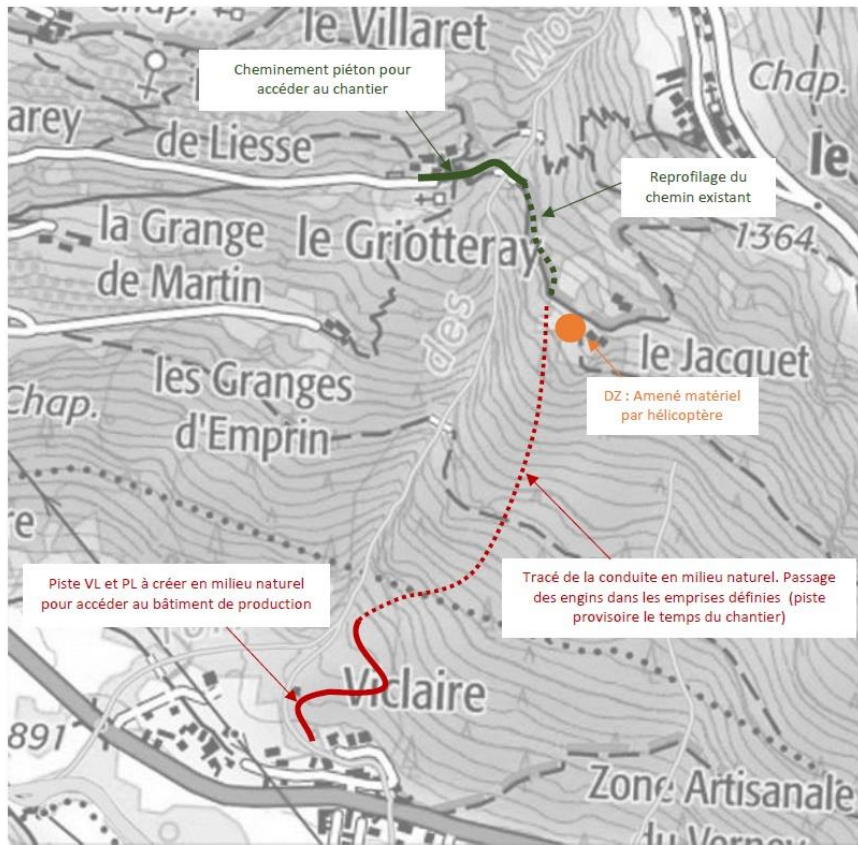 le Villaret
Cheminement piéton pour
accéder au chantier
Chap.
arey
de Liesse
le
Reprofilage du
chemin existant
la Grange
de Martin
le Griotteray
1364
des
le Jacquet
les Granges
d'Emprin
Chap.
DZ : Amené matériel
par hélicoptère
re
Piste VL et PL à créer en milieu naturel
pour accéder au bâtiment de production
Tracé de la conduite en milieu naturel. Passage
des engins dans les emprises définies (piste
provisoire le temps du chantier)
Viclaire
891
Zone Artisanale
du Verney